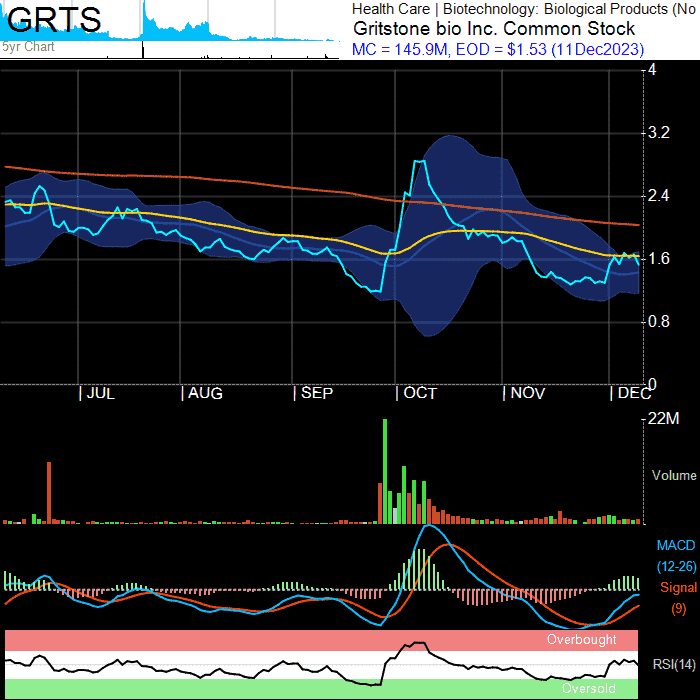 GRTS
Health Care | Biotechnology: Biological Products (No
Gritstone bio Inc. Common Stock
MC = 145.9M, EOD = $1.53 (11Dec2023)
5yr Chart
4
3.2
2.4
1.6
0.8
0
| JUL | AUG | SEP | OCT | NOV | DEC
22M
Volume
MACD
(12-26)
Signal
(9)
Overbought
RSI(14)
Oversold